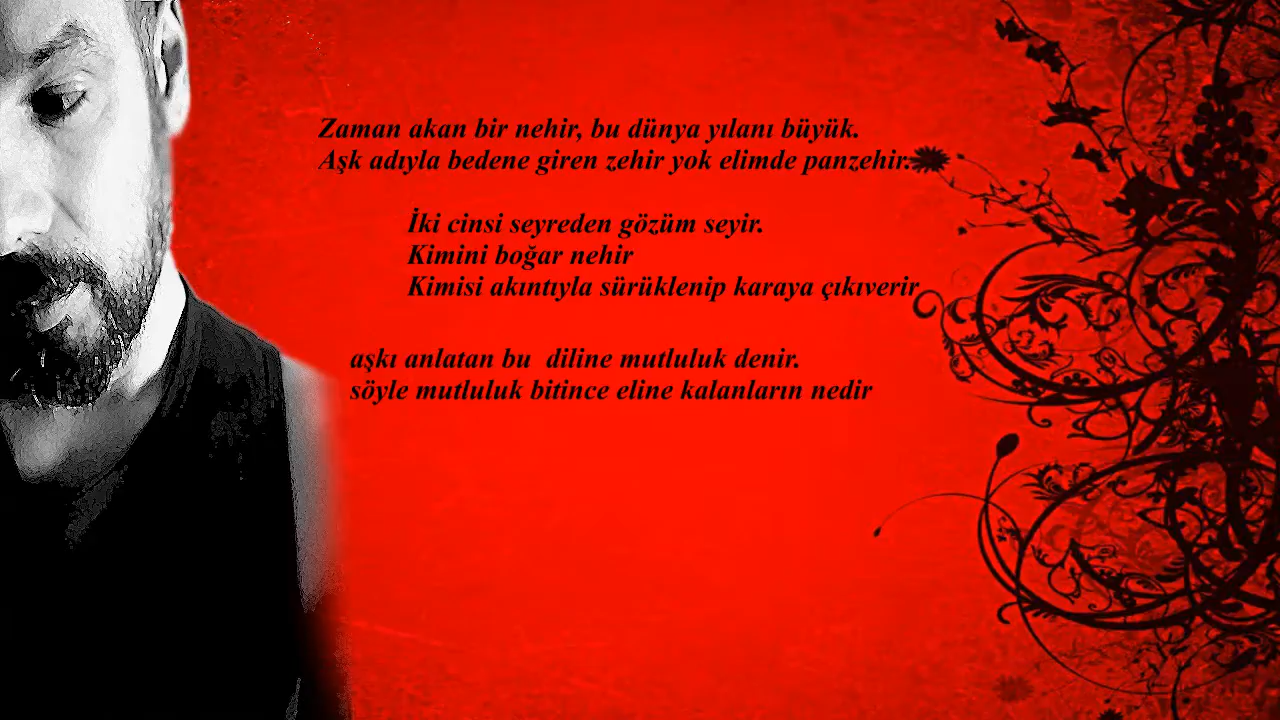 Zaman akan bir nehir, bu dünya yılanı büyük.
Aşk adıyla bedene giren zehir yok elimde panzehir..
İki cinsi seyreden gözüm seyir.
Kimini boğar nehir
Kimisi akıntıyla sürüklenip karaya çıkıverir
aşkı anlatan bu  diline mutluluk denir.
söyle mutluluk bitince eline kalanların nedir